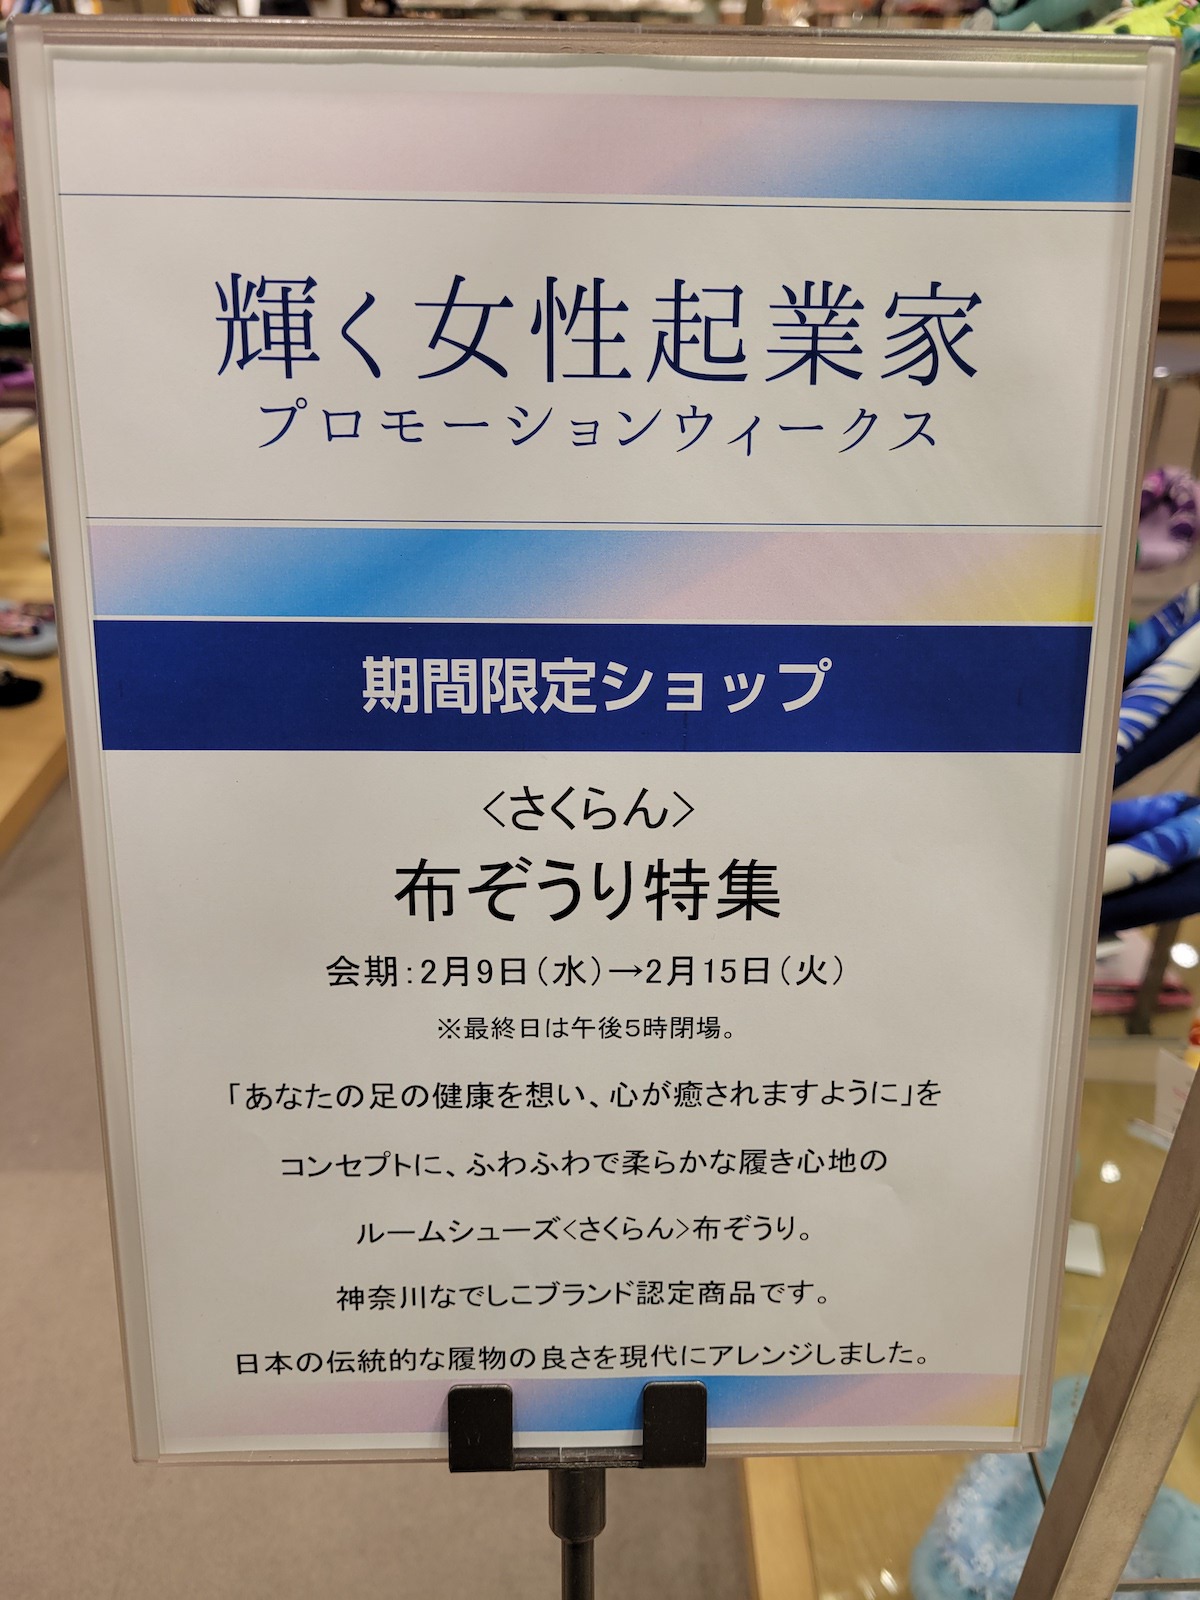 輝く女性起業家
プロモーションウィークス
期間限定ショップ
<さくらん>
布ぞうり特集
会期:2月9日(水)→2月15日(火)
※最終日は午後5時閉場。
「あなたの足の健康を想い、心が癒されますように」を
コンセプトに、ふわふわで柔らかな履き心地の
ルームシューズ<さくらん>布ぞうり。
神奈川なでしこブランド認定商品です。
日本の伝統的な履物の良さを現代にアレンジしました。